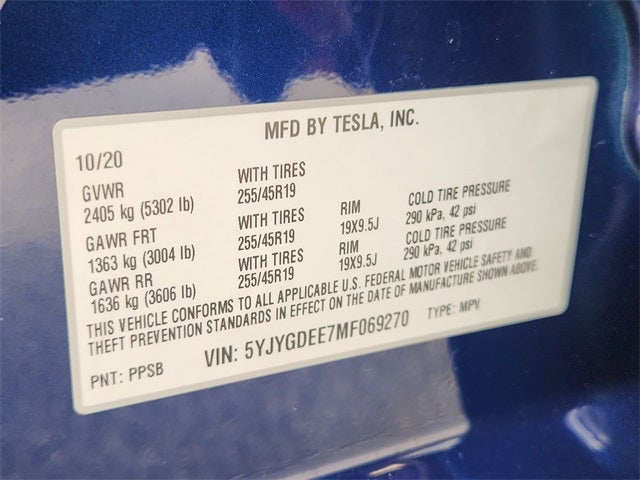 MFD BY TESLA, INC.
10/20
GVWR WITH TIRES
2405 kg (5302 lb) 255/45R19
GAWR FRT WITH TIRES RIM COLD TIRE PRESSURE
1363 kg (3004 lb) 255/45R19 19X9.5J 290 kPa, 42 psi
GAWR RR WITH TIRES RIM COLD TIRE PRESSURE
1636 kg (3606 lb) 255/45R19 19X9.5J 290 kPa, 42 psi
THIS VEHICLE CONFORMS TO ALL APPLICABLE U.S. FEDERAL MOTOR VEHICLE SAFETY AND
THEFT PREVENTION STANDARDS IN EFFECT ON THE DATE OF MANUFACTURE SHOWN ABOVE.
PNT: PPSB VIN: 5YJYGDEE7MF069270 TYPE: MPV